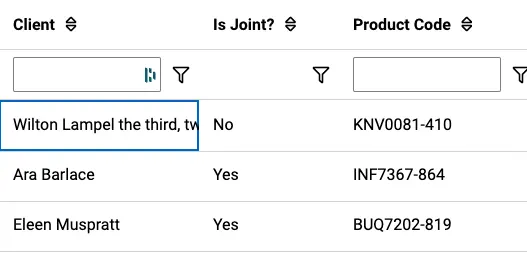 Client Is Joint? Product Code
Wilton Lampel the third, tw No KNV0081-410
Ara Barlace Yes INF7367-864
Eleen Muspratt Yes BUQ7202-819